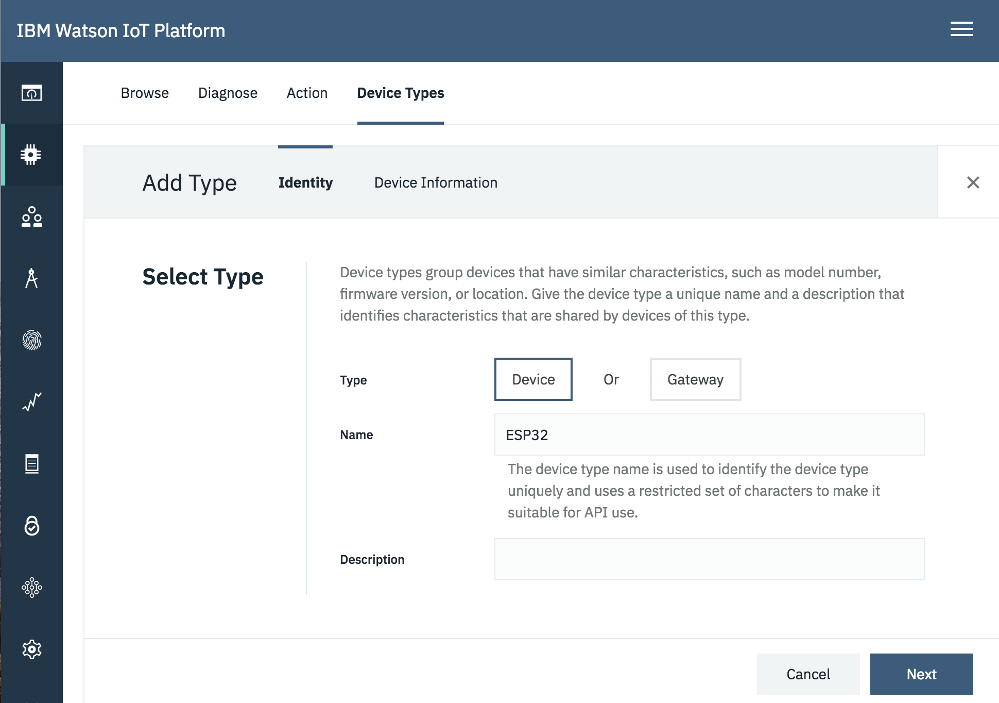 IBM Watson IoT Platform
Browse Diagnose Action Device Types
Add Type Identity Device Information
Select Type
Device types group devices that have similar characteristics, such as model number,
firmware version, or location. Give the device type a unique name and a description that
identifies characteristics that are shared by devices of this type.
Type Device Or Gateway
Name ESP32
The device type name is used to identify the device type
uniquely and uses a restricted set of characters to make it
suitable for API use.
Description
Cancel Next